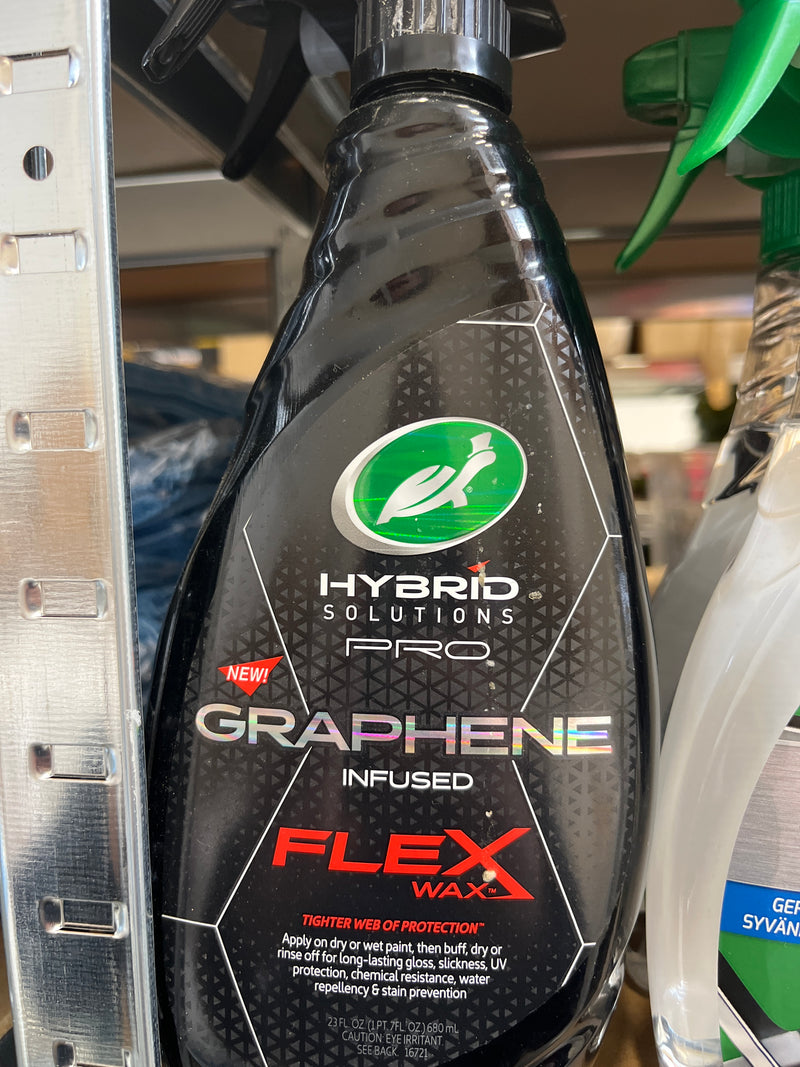 HYBRID
SOLUTIONS
PRO
NEW!
GRAPHENE
INFUSED
FLEX
WAX™
TIGHTER WEB OF PROTECTION™
Apply on dry or wet paint, then buff, dry or
rinse off for long-lasting gloss, slickness, UV
protection, chemical resistance, water
repellency & stain prevention
23 FL. OZ. (1 PT. 7FL. OZ) 680 mL
CAUTION: EYE IRRITANT
SEE BACK. 16721